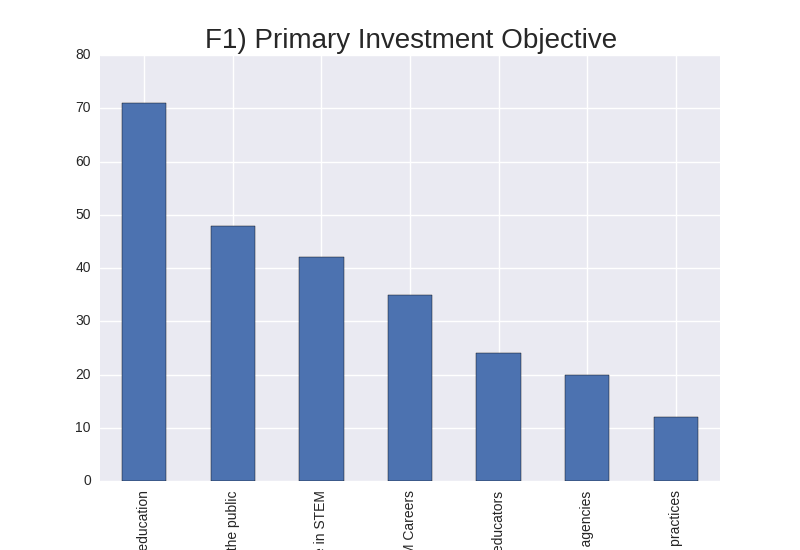 F1) Primary Investment Objective
80
70
60
50
40
30
20
10
0
education
the public
in STEM
Careers
educators
agencies
practices